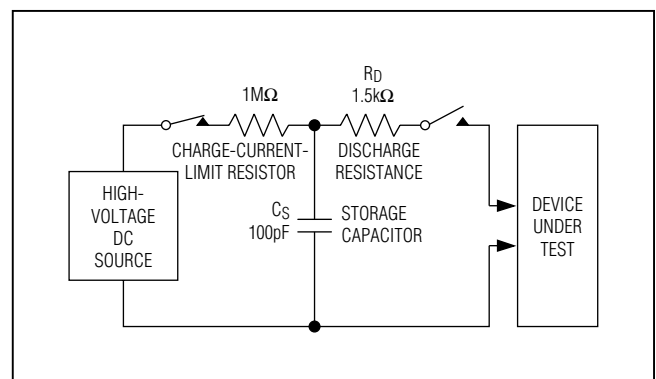 1MΩ
RD
1.5kΩ
CHARGE-CURRENT-
LIMIT RESISTOR
DISCHARGE
RESISTANCE
HIGH-
VOLTAGE
DC
SOURCE
CS
100pF
STORAGE
CAPACITOR
DEVICE
UNDER
TEST